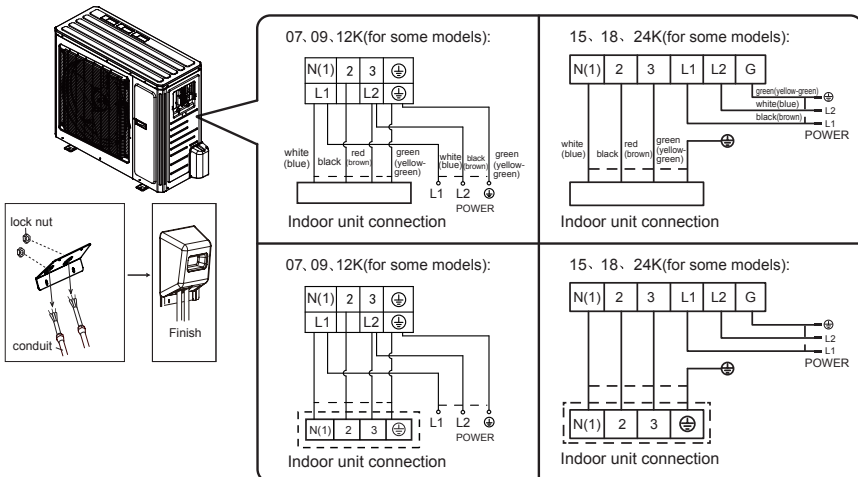 07、09、12K(for some models):
N(1) 2 3
L1 L2
white (blue)
black
red (brown)
green (yellow-green)
white (blue)
black (brown)
green (yellow-green)
L1 L2
POWER
Indoor unit connection
15、18、24K(for some models):
N(1) 2 3 L1 L2 G
green(yellow-green)
white(blue)
L2
black(brown)
L1
POWER
white (blue)
black
red (brown)
green (yellow-green)
Indoor unit connection
lock nut
conduit
Finish
07、09、12K(for some models):
N(1) 2 3
L1 L2
L1 L2
POWER
N(1) 2 3
Indoor unit connection
15、18、24K(for some models):
N(1) 2 3 L1 L2 G
L2
L1
POWER
N(1) 2 3
Indoor unit connection